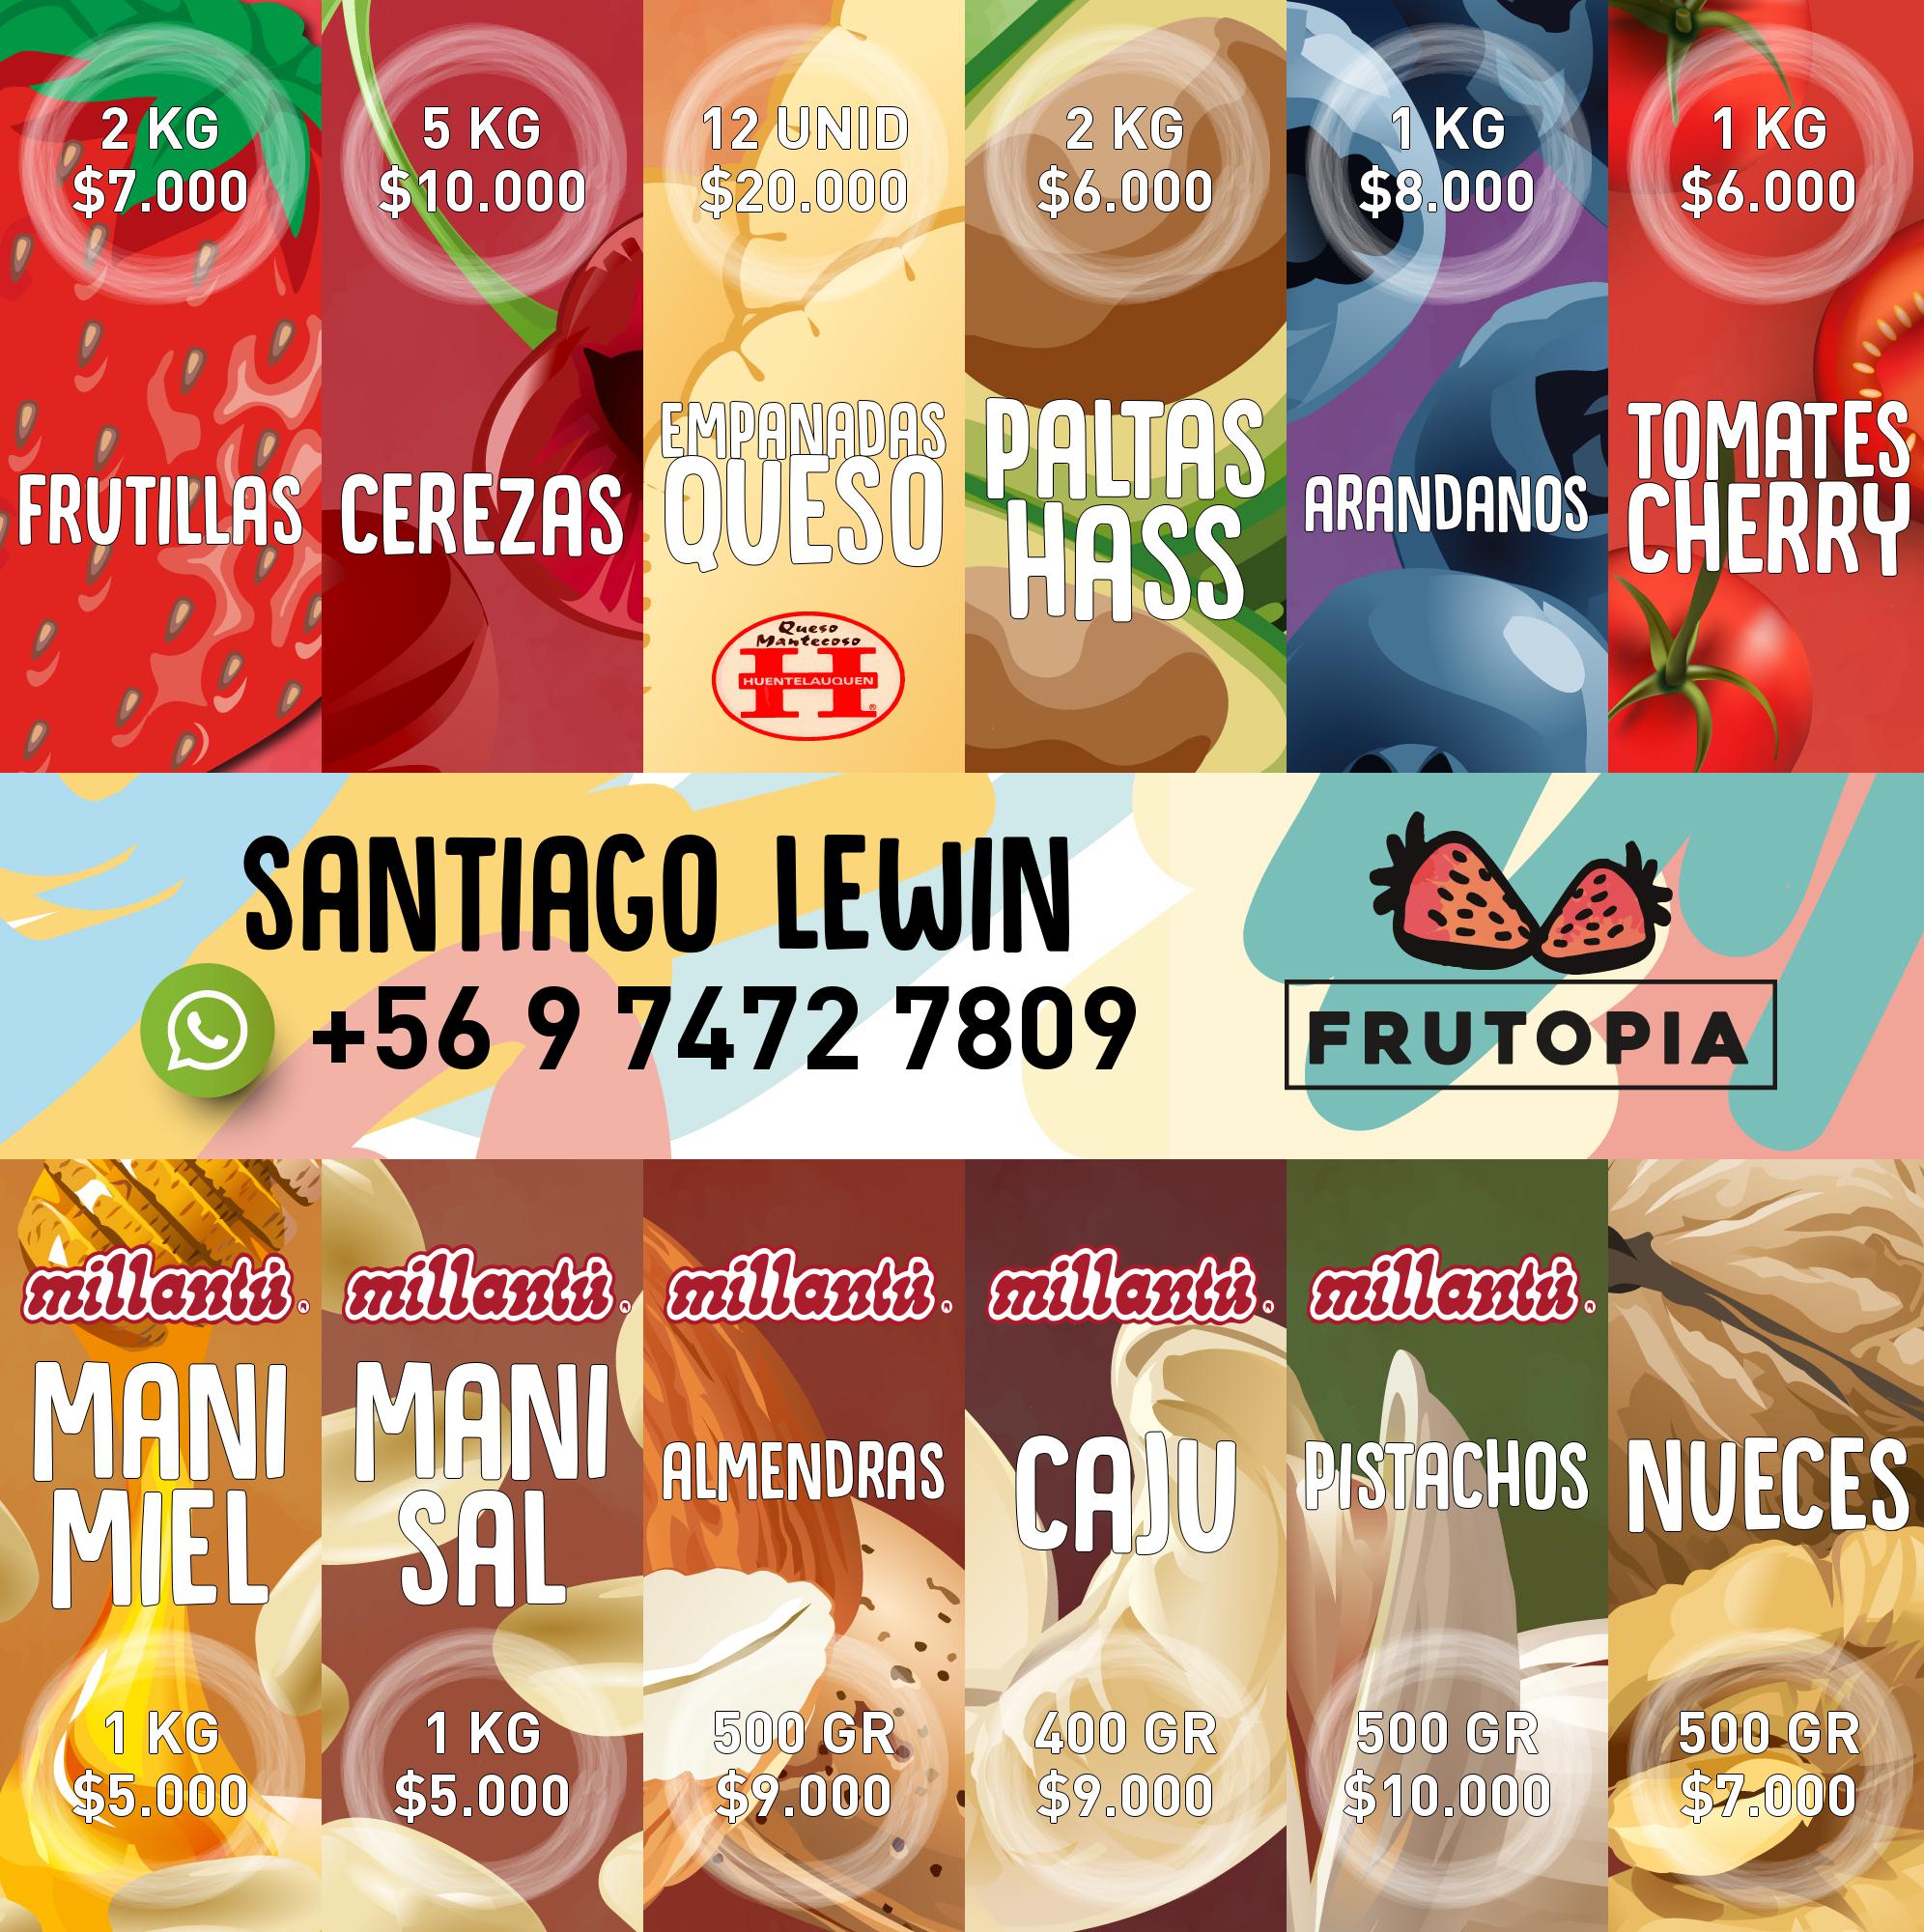 2 KG
$7.000
FRUTILLAS
5 KG
$10.000
CEREZAS
12 UNID
$20.000
EMPANADAS
QUESO
Queso
Mantecoso
H
HUENTELAUQUEN
®
2 KG
$6.000
PALTAS
HASS
1 KG
$8.000
ARANDANOS
1 KG
$6.000
TOMATES
CHERRY
SANTIAGO LEWIN
+56 9 7472 7809
FRUTOPIA
millantú®
MANI
MIEL
1 KG
$5.000
millantú®
MANI
SAL
1 KG
$5.000
millantú®
ALMENDRAS
500 GR
$9.000
millantú®
CAJU
400 GR
$9.000
millantú®
PISTACHOS
500 GR
$10.000
NUECES
500 GR
$7.000